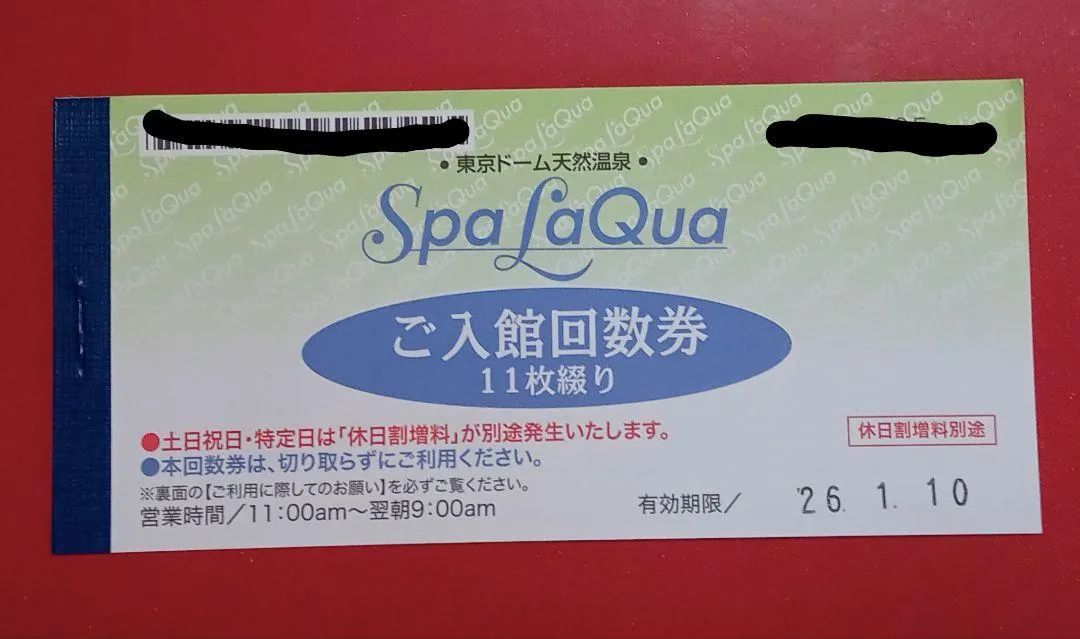 ・東京ドーム天然温泉・
Spa LaQua
ご入館回数券
11枚綴り
●土日祝日・特定日は「休日割増料」が別途発生いたします。
休日割増料別途
●本回数券は、切り取らずにご利用ください。
※裏面の【ご利用に際してのお願い】を必ずご覧ください。
営業時間/11:00am〜翌朝9:00am
有効期限/ '26. 1. 10